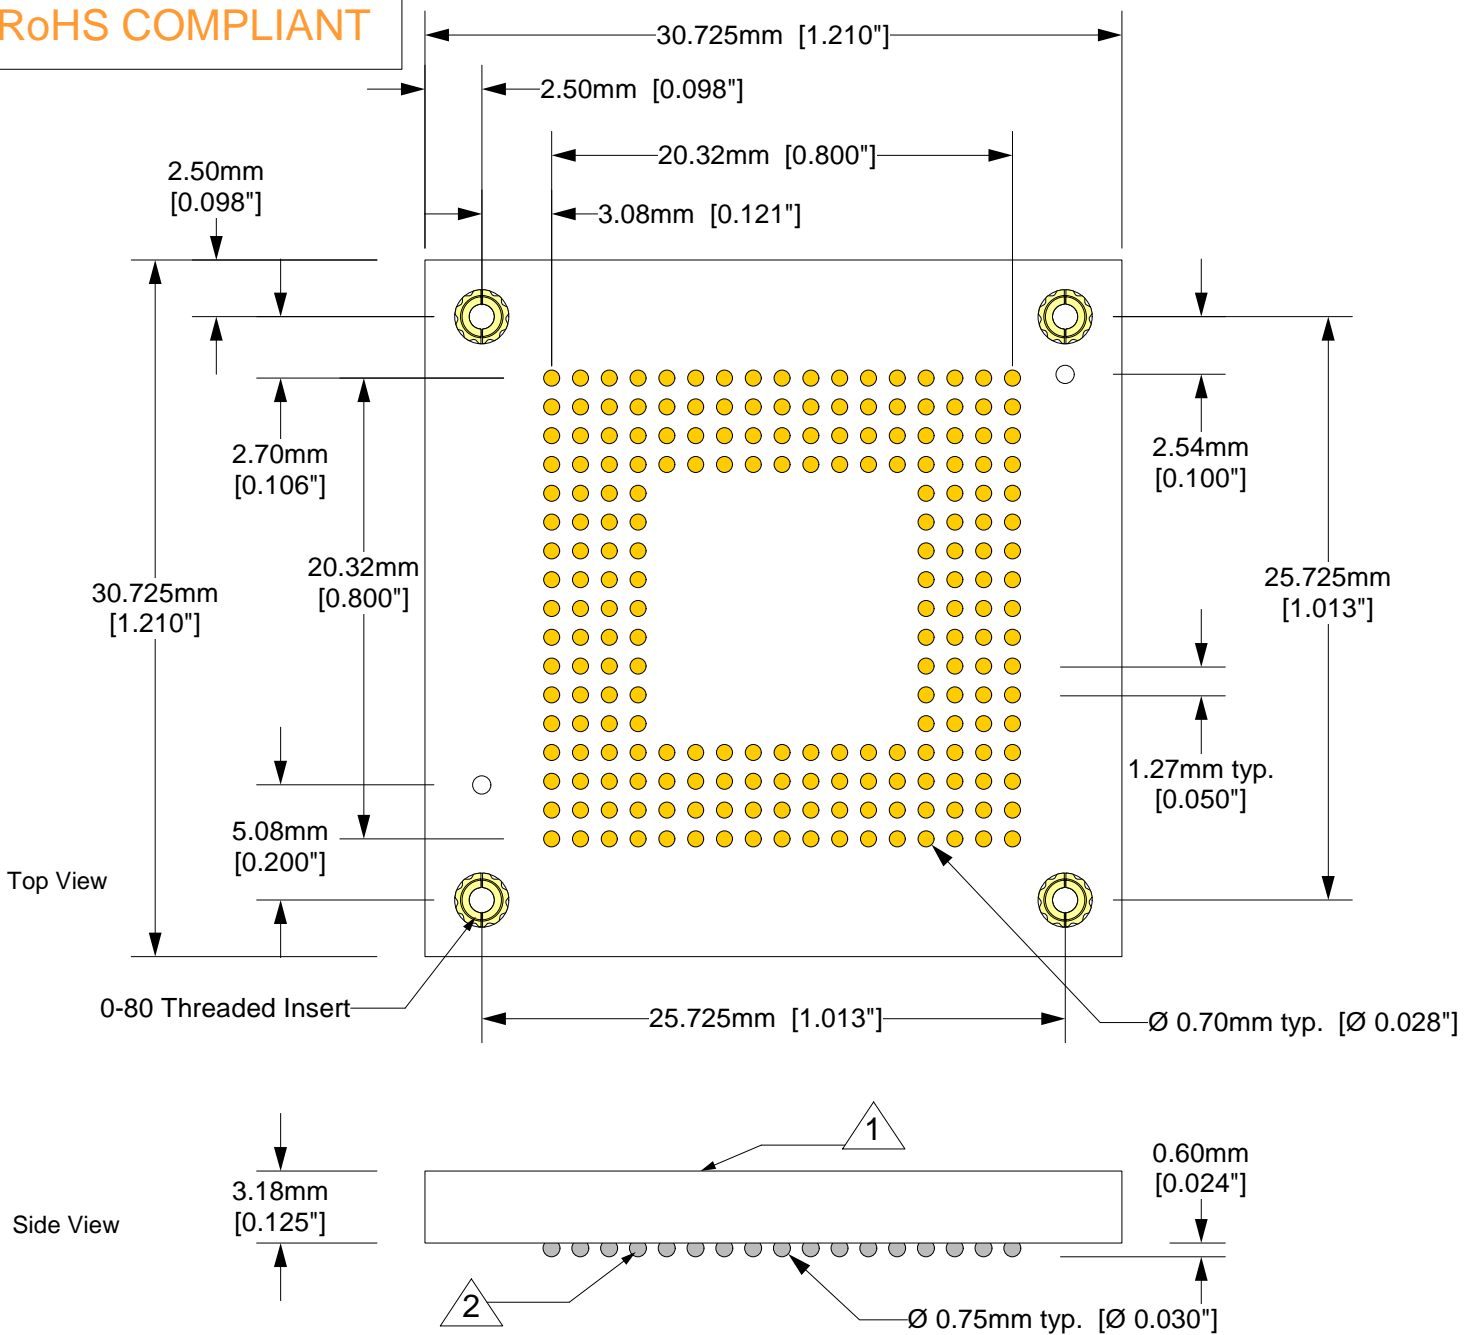 RoHS COMPLIANT
30.725mm [1.210"]
2.50mm [0.098"]
20.32mm [0.800"]
2.50mm
[0.098"]
3.08mm [0.121"]
2.70mm
[0.106"]
2.54mm
[0.100"]
20.32mm
[0.800"]
30.725mm
[1.210"]
25.725mm
[1.013"]
1.27mm typ.
[0.050"]
5.08mm
[0.200"]
Top View
0-80 Threaded Insert
25.725mm [1.013"]
Ø 0.70mm typ. [Ø 0.028"]
1
0.60mm
[0.024"]
3.18mm
[0.125"]
Side View
2
Ø 0.75mm typ. [Ø 0.030"]